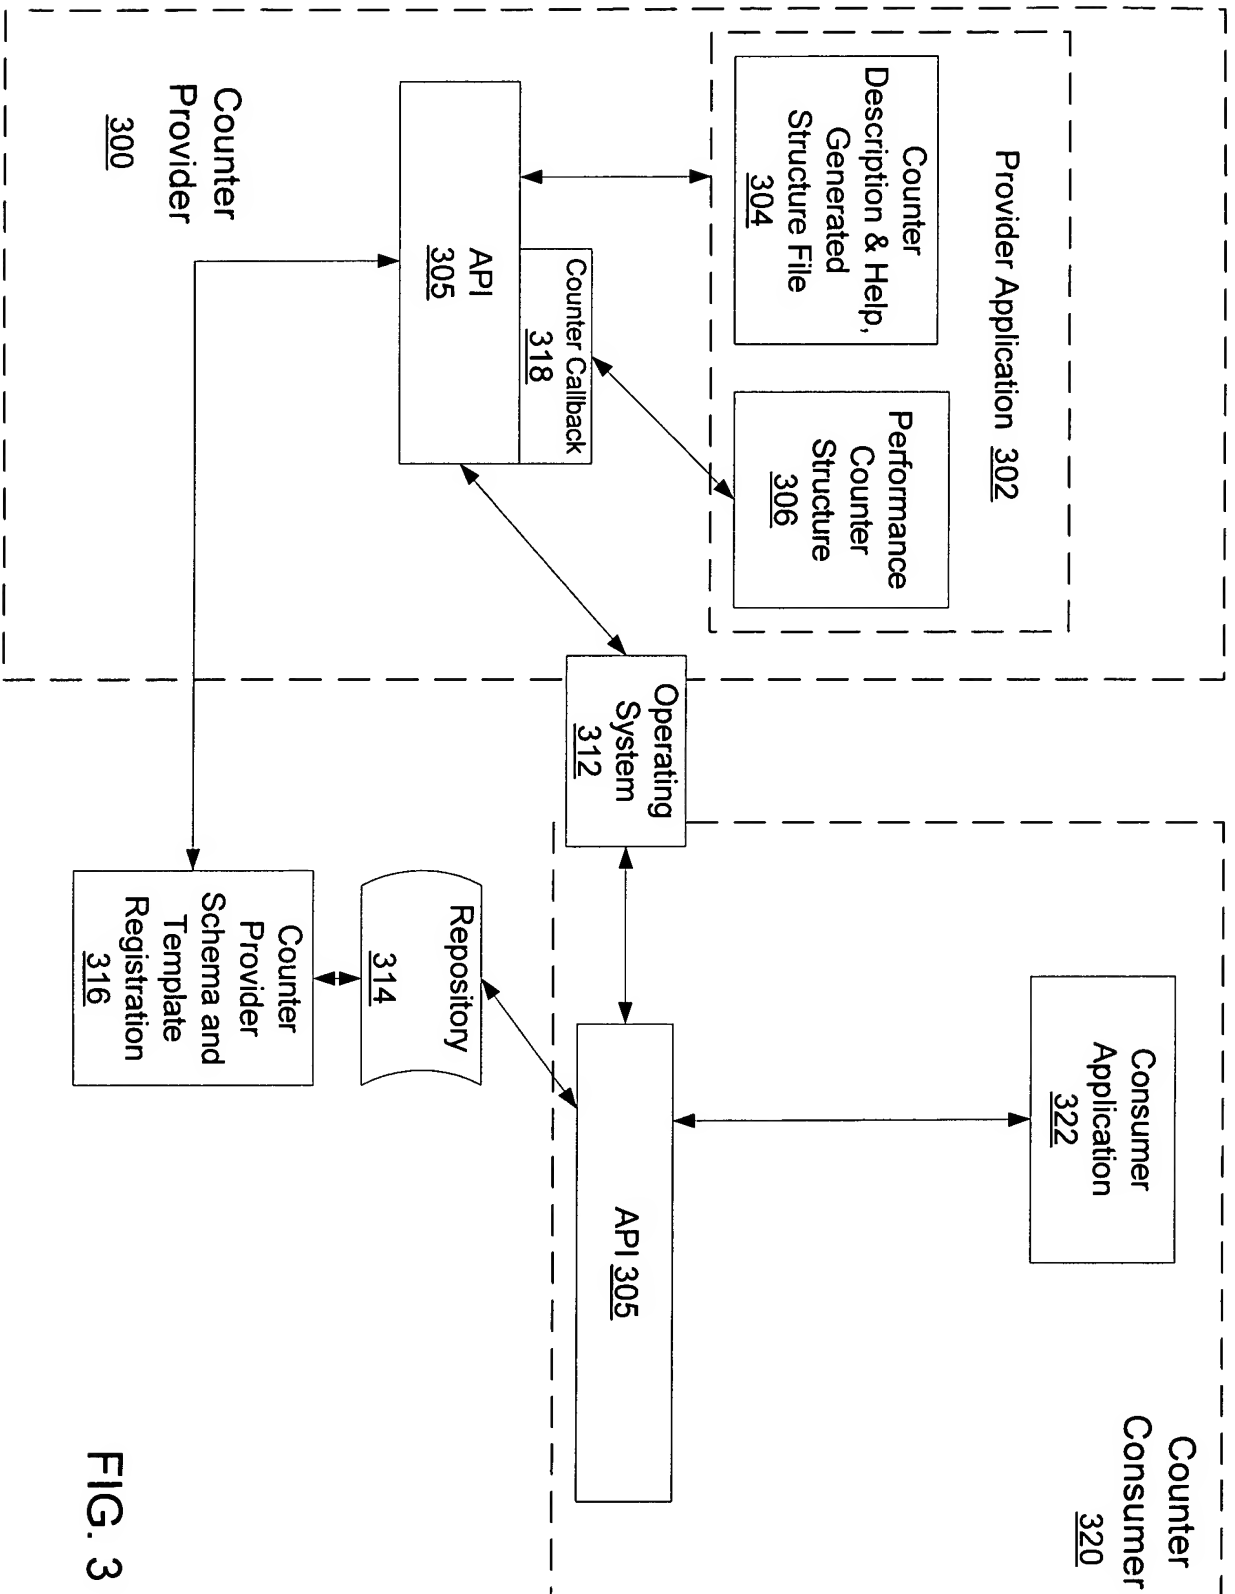 Provider Application 302
Counter
Description & Help,
Generated
Structure File
304
Performance
Counter
Structure
306
Counter Callback
318
API
305
Counter
Provider
300
Operating
System
312
Counter
Consumer
320
Consumer
Application
322
API 305
Repository
314
Counter
Provider
Schema and
Template
Registration
316
FIG. 3